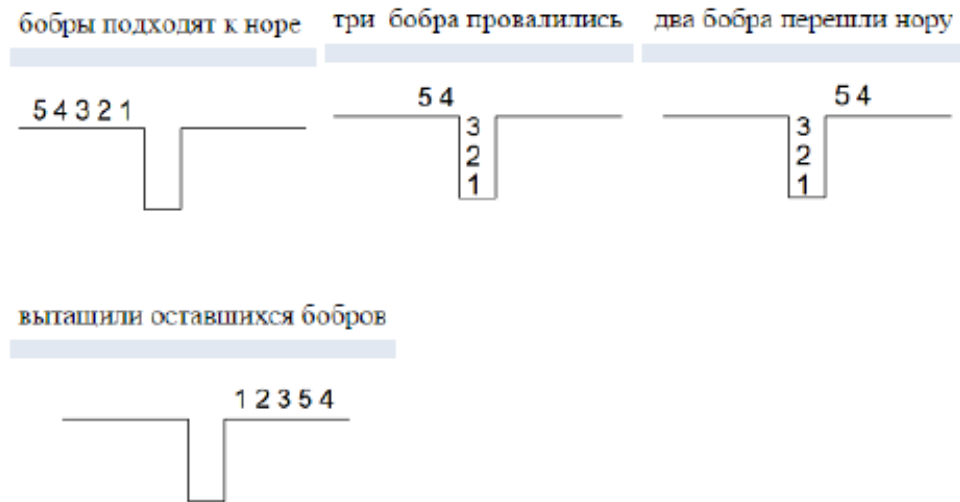 бобры подходят к норе
три бобра провалились
два бобра перешли нору
5 4 3 2 1
5 4
3
2
1
5 4
3
2
1
вытащили оставшихся бобров
1 2 3 5 4